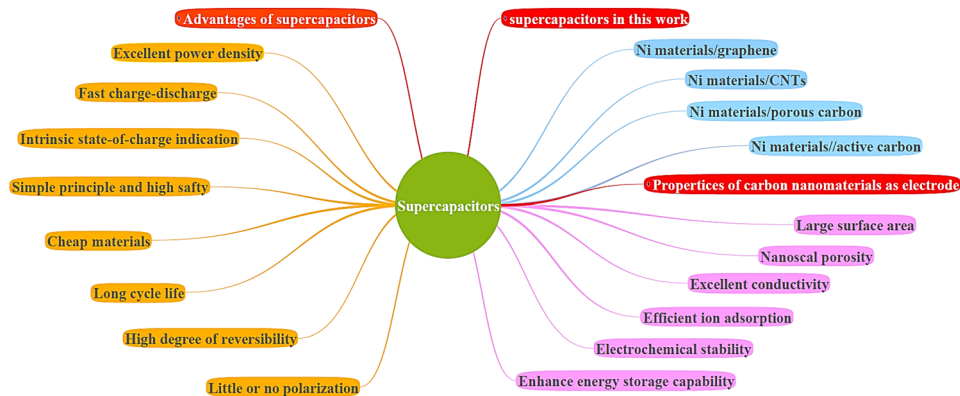 Advantages of supercapacitors
Excellent power density
Fast charge-discharge
Intrinsic state-of-charge indication
Simple principle and high safty
Cheap materials
Long cycle life
High degree of reversibility
Little or no polarization
Supercapacitors
supercapacitors in this work
Ni materials/graphene
Ni materials/CNTs
Ni materials/porous carbon
Ni materials//active carbon
Propertices of carbon nanomaterials as electrode
Large surface area
Nanoscal porosity
Excellent conductivity
Efficient ion adsorption
Electrochemical stability
Enhance energy storage capability